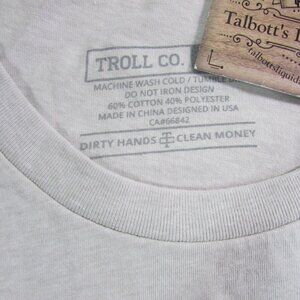 TROLL CO.
MACHINE WASH COLD / TUMBLE
DO NOT IRON DESIGN
60% COTTON 40% POLYESTER
MADE IN CHINA DESIGNED IN USA
CA#66842
DIRTY HANDS CLEAN MONEY
Talbott's